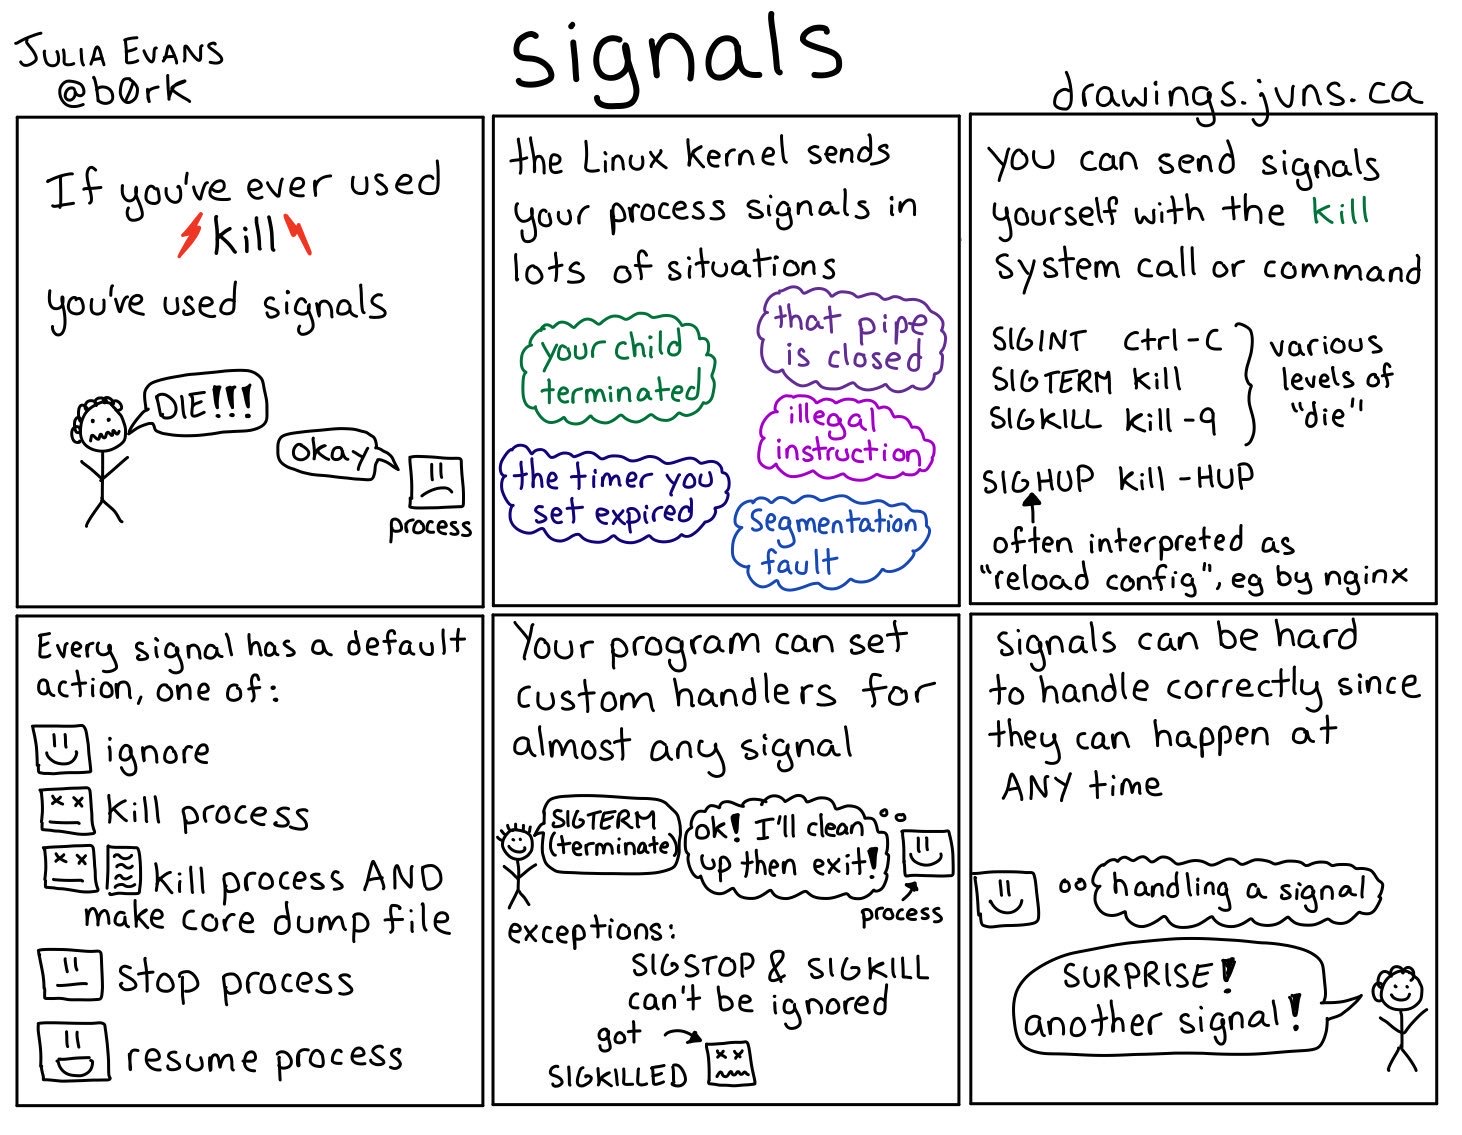 JULIA EVANS
@b0rk
signals
drawings.jvns.ca
If you've ever used
kill
you've used signals
DIE!!!
okay
process
the Linux kernel sends
your process signals in
lots of situations
your child
terminated
that pipe
is closed
illegal
instruction
the timer you
set expired
segmentation
fault
you can send signals
yourself with the kill
system call or command
SIGINT ctrl-C
SIGTERM kill
SIGKILL kill -9
various
levels of
"die"
SIGHUP kill -HUP
often interpreted as
"reload config", eg by nginx
Every signal has a default
action, one of:
ignore
kill process
kill process AND
make core dump file
stop process
resume process
Your program can set
custom handlers for
almost any signal
SIGTERM
(terminate)
ok! I'll clean
up then exit!
process
exceptions:
SIGSTOP & SIGKILL
can't be ignored
got
SIGKILLED
signals can be hard
to handle correctly since
they can happen at
ANY time
handling a signal
SURPRISE!
another signal!